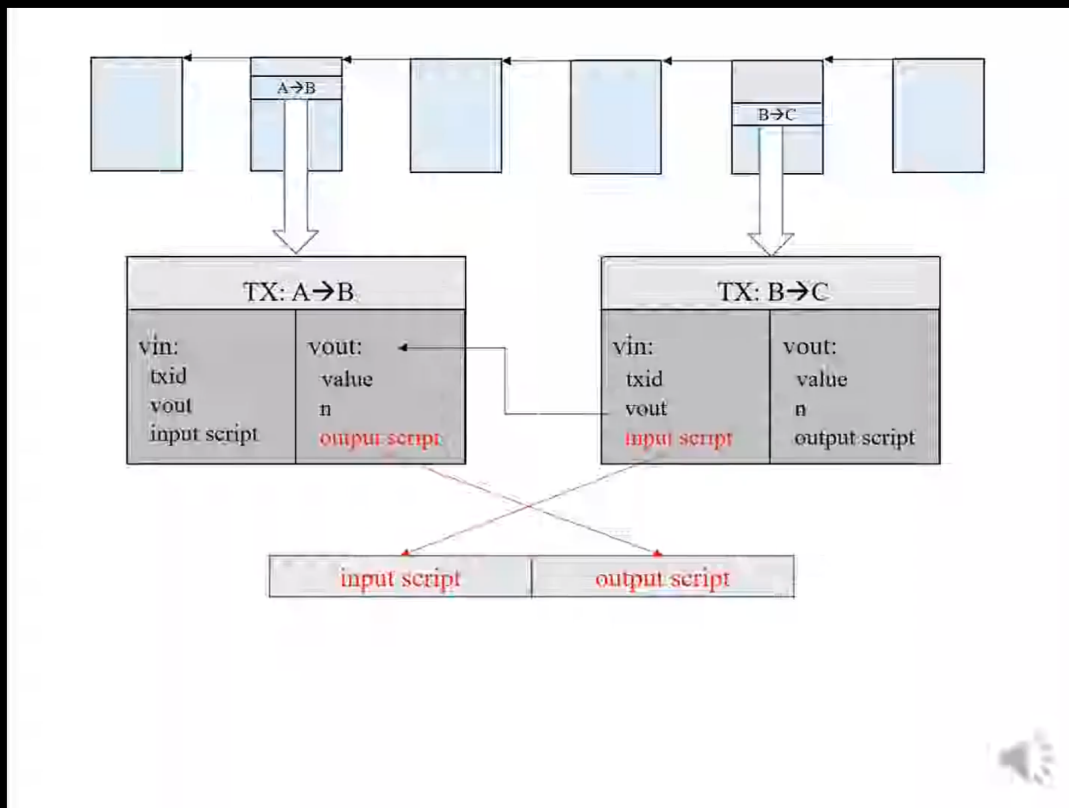 A→B
B→C
TX: A→B
vin:
txid
vout
input script
vout:
value
n
output script
TX: B→C
vin:
txid
vout
input script
vout:
value
n
output script
input script
output script